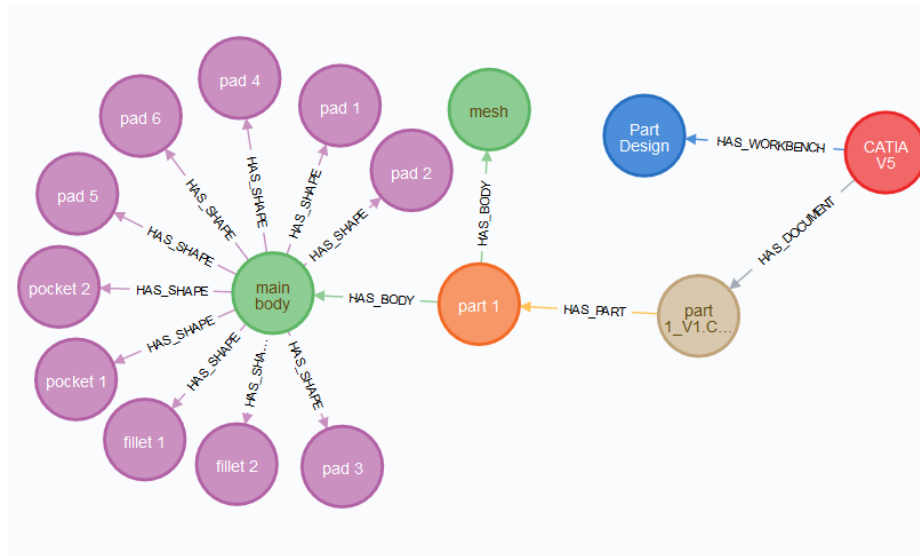 pad 4
pad 1
pad 6
mesh
Part
Design
HAS_WORKBENCH
CATIA
V5
pad 2
pad 5
HAS_SHAPE
HAS_SHAPE
HAS_SHAPE
HAS_SHAPE
HAS_SHAPE
HAS_BODY
HAS_DOCUMENT
pocket 2
HAS_SHAPE
main
body
HAS_BODY
part 1
HAS_PART
part
1_V1.C...
pocket 1
HAS_SHAPE
HAS_SHAPE
HAS_SHA...
HAS_SHAPE
fillet 1
fillet 2
pad 3